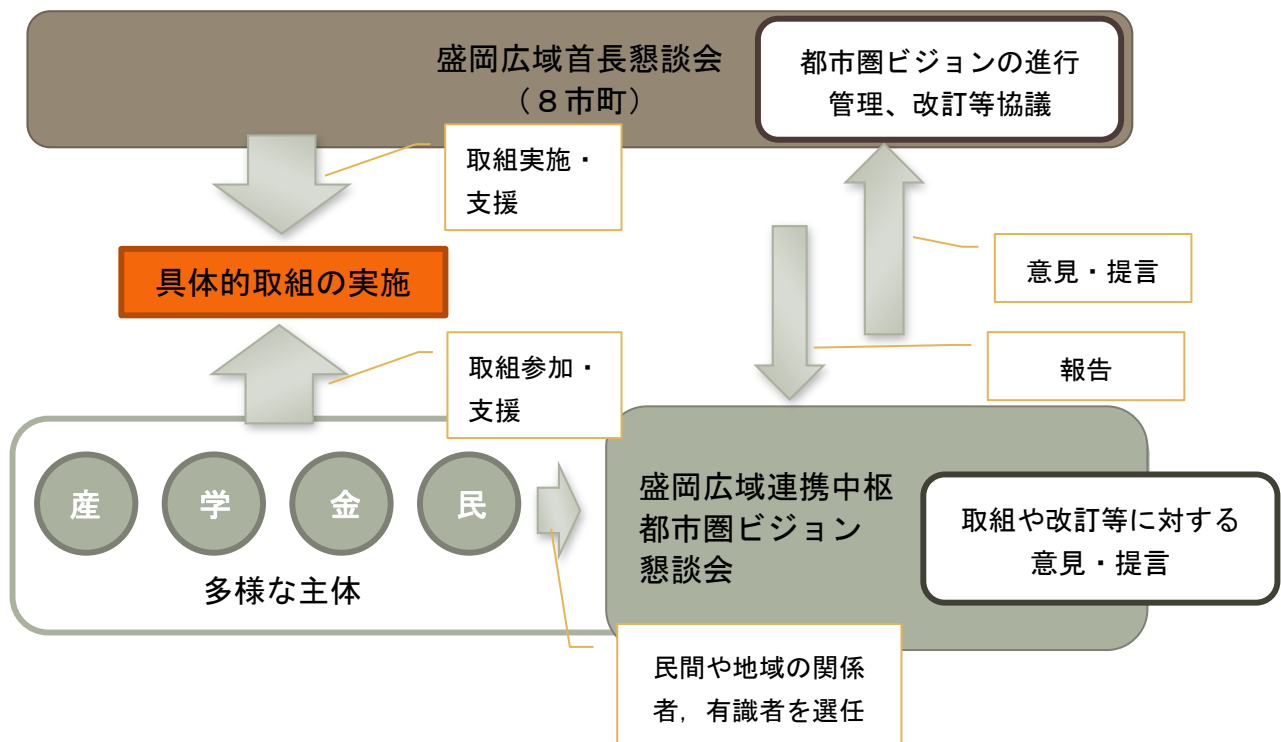 盛岡広域首長懇談会
（８市町）
都市圏ビジョンの進行
管理、改訂等協議
取組実施・
支援
意見・提言
具体的取組の実施
報告
取組参加・
支援
産 学 金 民
多様な主体
盛岡広域連携中枢
都市圏ビジョン
懇談会
取組や改訂等に対する
意見・提言
民間や地域の関係
者，有識者を選任